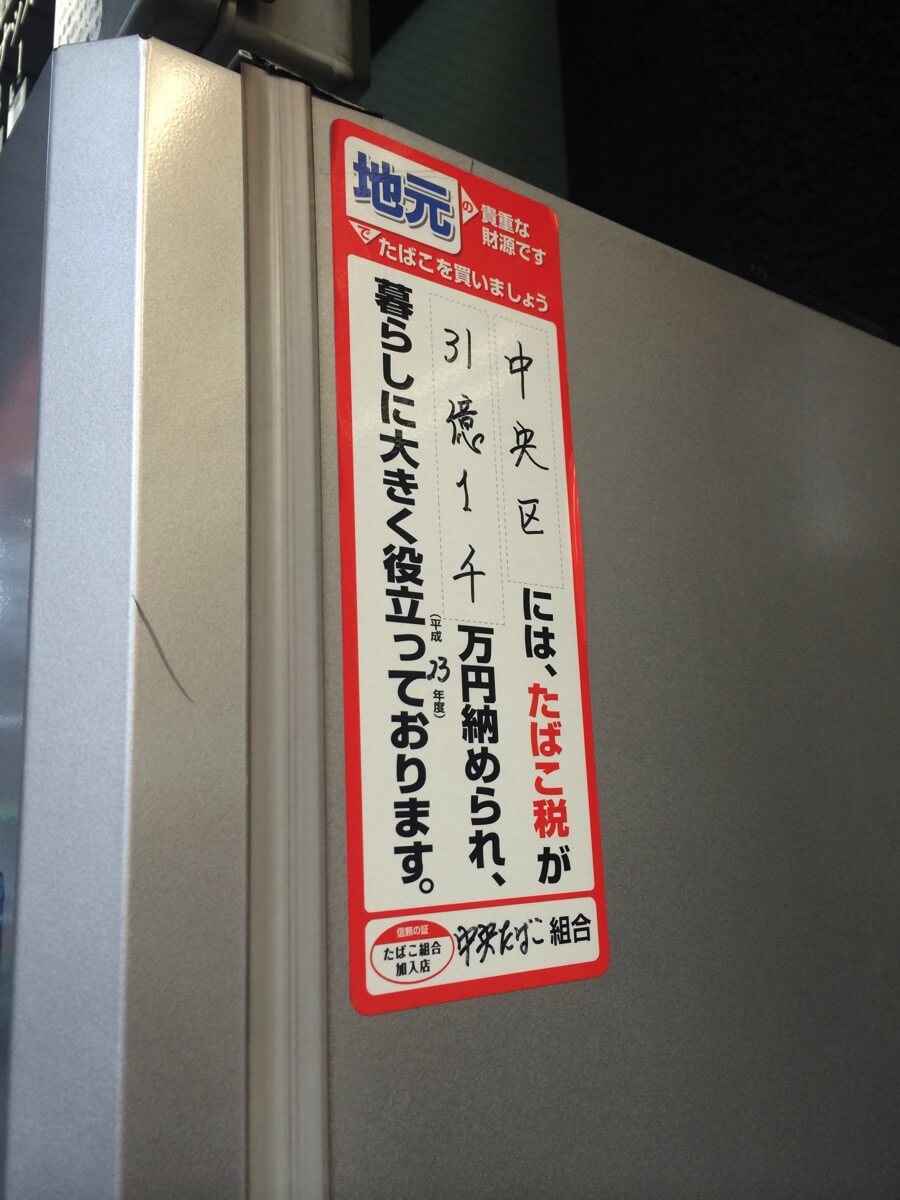 地元の貴重な
財源です
でたばこを買いましょう
中央区には、たばこ税が
31億1千万円納められ、
(平成23年度)
暮らしに大きく役立っております。
信頼の証
たばこ組合
加入店
中央たばこ組合